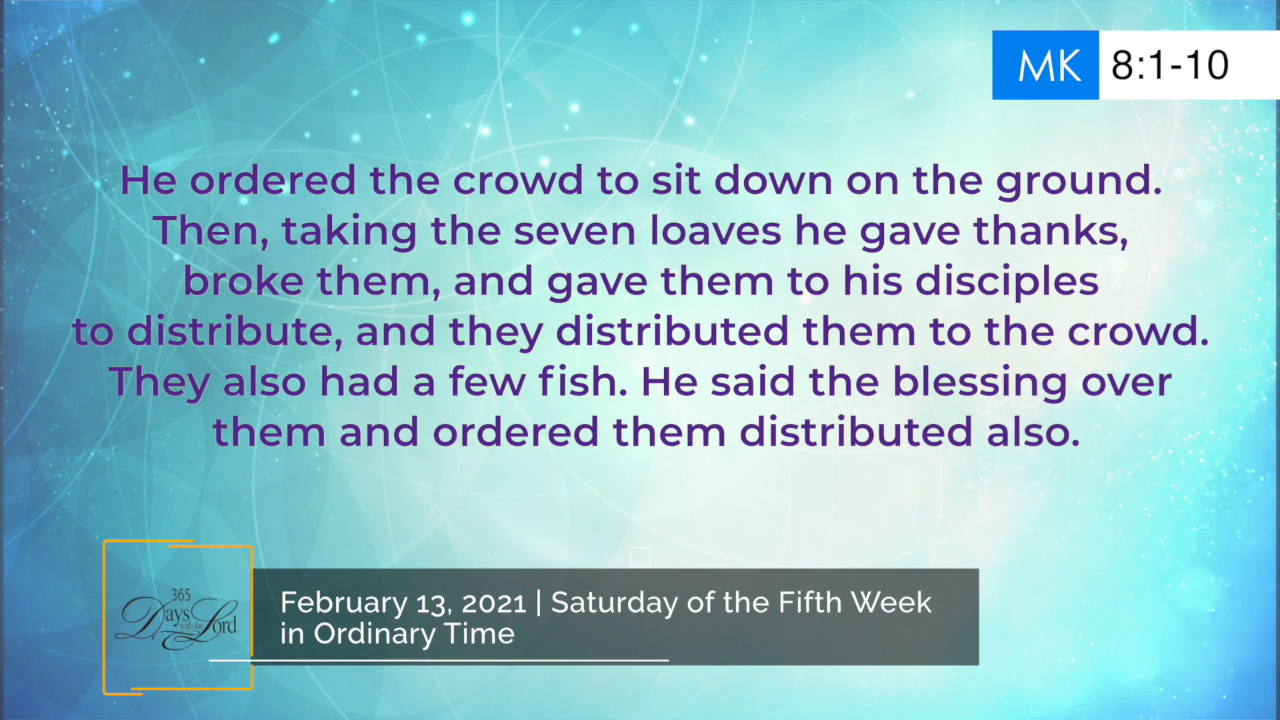 MK 8:1-10
He ordered the crowd to sit down on the ground.
Then, taking the seven loaves he gave thanks,
broke them, and gave them to his disciples
to distribute, and they distributed them to the crowd.
They also had a few fish. He said the blessing over
them and ordered them distributed also.
365
Days with the Lord
February 13, 2021 | Saturday of the Fifth Week
in Ordinary Time